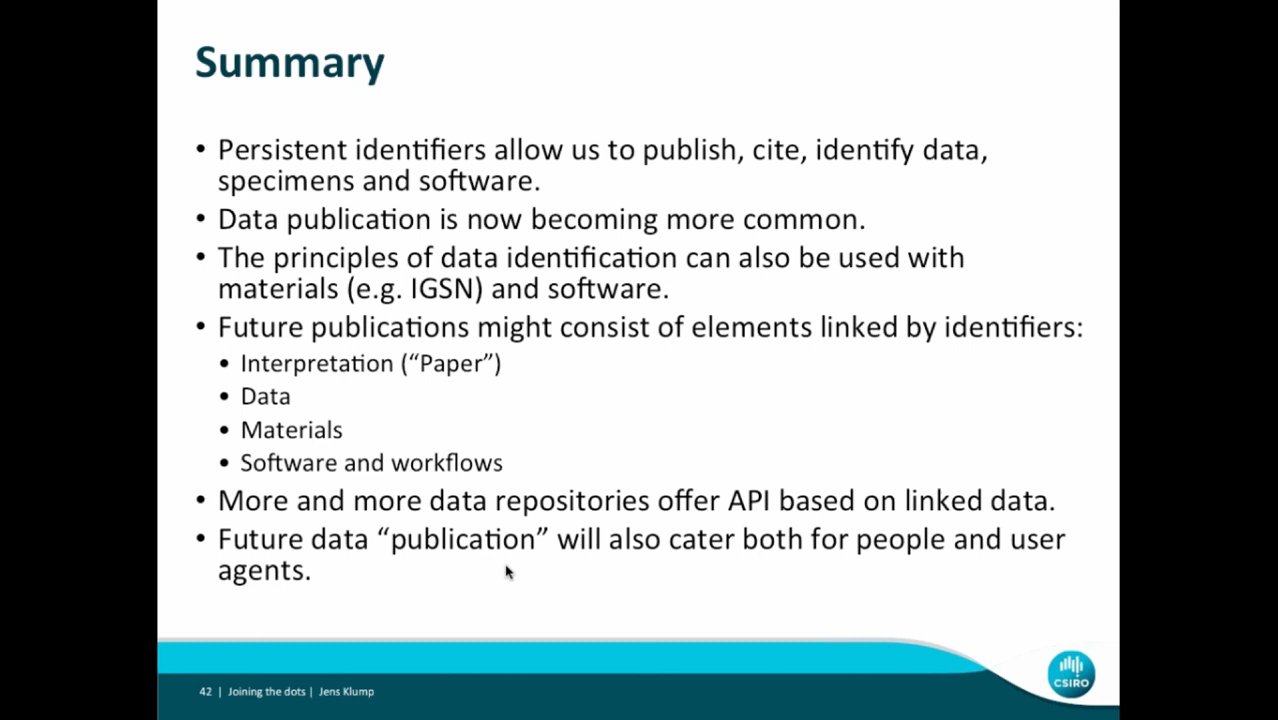 Summary
• Persistent identifiers allow us to publish, cite, identify data,
specimens and software.
• Data publication is now becoming more common.
• The principles of data identification can also be used with
materials (e.g. IGSN) and software.
• Future publications might consist of elements linked by identifiers:
• Interpretation (“Paper”)
• Data
• Materials
• Software and workflows
• More and more data repositories offer API based on linked data.
• Future data “publication” will also cater both for people and user
agents.
42 | Joining the dots | Jens Klump
CSIRO